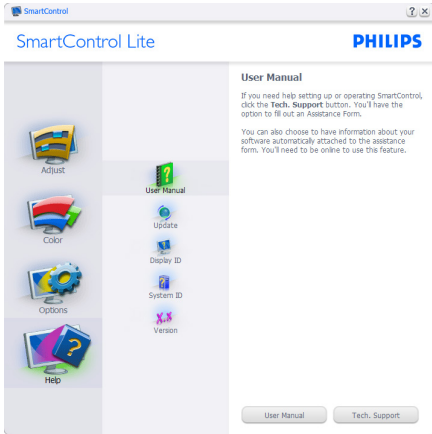 SmartControl
? ×
SmartControl Lite
PHILIPS
Adjust
Color
Options
Help
User Manual
Update
Display ID
System ID
X.X
Version
User Manual
If you need help setting up or operating SmartControl,
click the Tech. Support button. You'll have the
option to fill out an Assistance Form.
You can also choose to have information about your
software automatically attached to the assistance
form. You'll need to be online to use this feature.
User Manual
Tech. Support